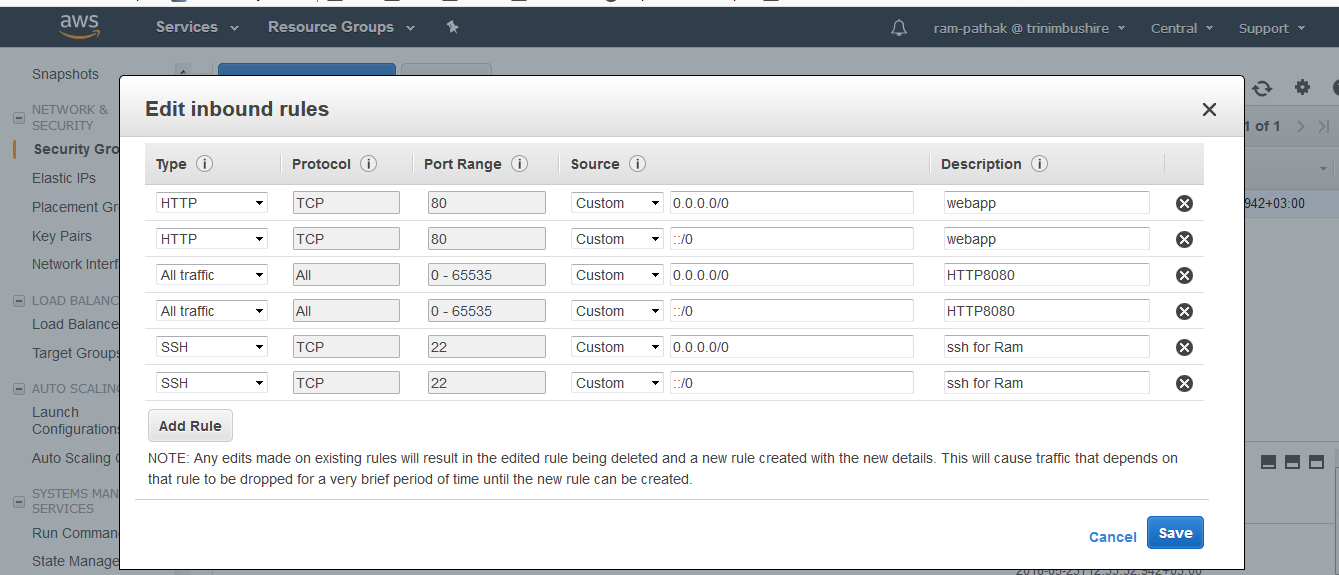 aws
Services
Resource Groups
ram-pathak @ trinimbushire
Central
Support
Snapshots
NETWORK &
SECURITY
Security Gro
Elastic IPs
Placement Gr
Key Pairs
Network Interf
LOAD BALANC
Load Balance
Target Groups
AUTO SCALING
Launch
Configurations
Auto Scaling
SYSTEMS MAN
SERVICES
Run Comman
State Manage
1 of 1
942+03:00
Edit inbound rules
Type Protocol Port Range Source Description
HTTP TCP 80 Custom 0.0.0.0/0 webapp
HTTP TCP 80 Custom ::/0 webapp
All traffic All 0 - 65535 Custom 0.0.0.0/0 HTTP8080
All traffic All 0 - 65535 Custom ::/0 HTTP8080
SSH TCP 22 Custom 0.0.0.0/0 ssh for Ram
SSH TCP 22 Custom ::/0 ssh for Ram
Add Rule
NOTE: Any edits made on existing rules will result in the edited rule being deleted and a new rule created with the new details. This will cause traffic that depends on
that rule to be dropped for a very brief period of time until the new rule can be created.
Cancel
Save